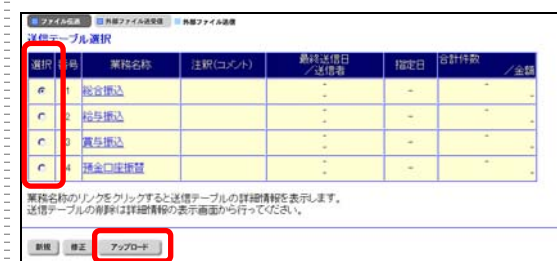 ファイル伝送 外部ファイル送受信 外部ファイル送信
送信テーブル選択
選択 番号 業務名称 注釈(コメント) 最終送信日/送信者 指定日 合計件数/金額
1 総合振込 - - - - -
2 給与振込 - - - - -
3 賞与振込 - - - - -
4 預金口座振替 - - - - -
業務名称のリンクをクリックすると送信テーブルの詳細情報を表示します。
送信テーブルの削除は詳細情報の表示画面から行ってください。
新規 修正 アップロード